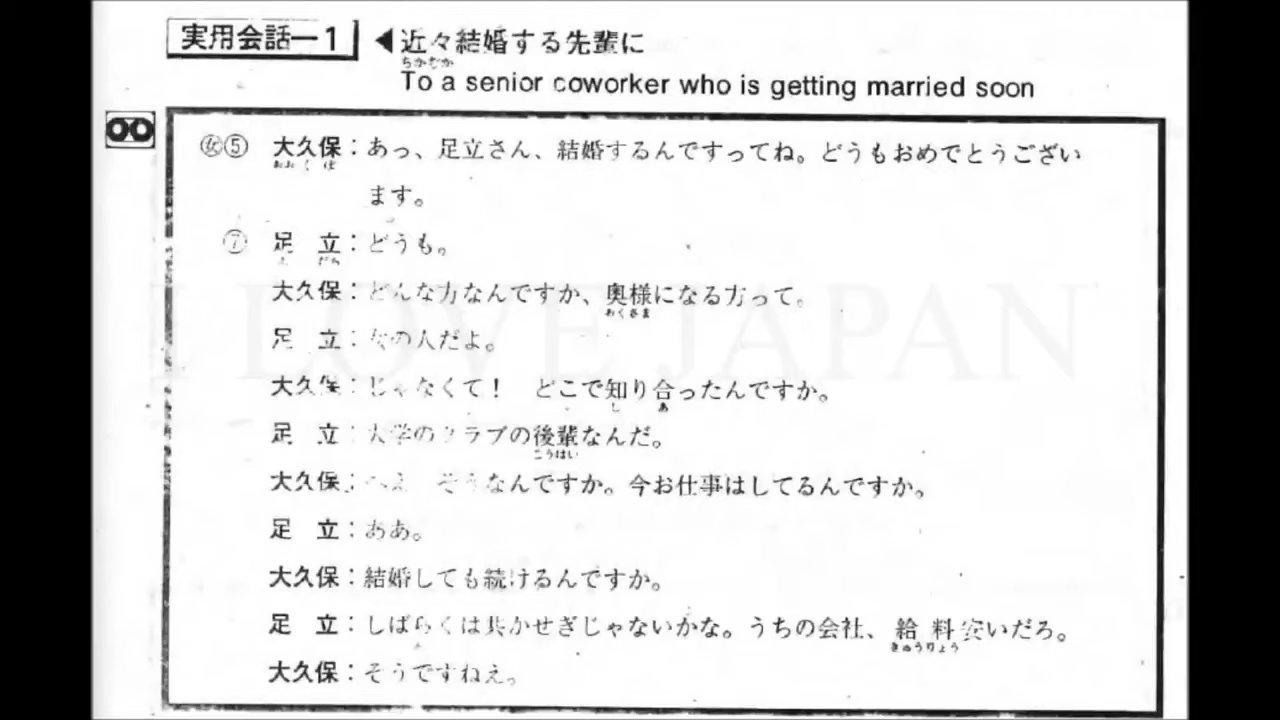 実用会話―1 ◀近々結婚する先輩に
ちかぢか
To a senior coworker who is getting married soon
㊛⑤ 大久保：あっ、足立さん、結婚するんですってね。どうもおめでとうござい
おおくぼ
ます。
⑦ 足立：どうも。
だち
大久保：どんな方なんですか、奥様になる方って。
おくさま
足立：女の人だよ。
大久保：じゃなくて！ どこで知り合ったんですか。
し あ
足立：大学のクラブの後輩なんだ。
こうはい
大久保：へえ そうなんですか。今お仕事はしてるんですか。
足立：ああ。
大久保：結婚しても続けるんですか。
足立：しばらくは共かせぎじゃないかな。うちの会社、給料安いだろ。
きゅうりょう
大久保：そうですねえ。
I LOVE JAPAN